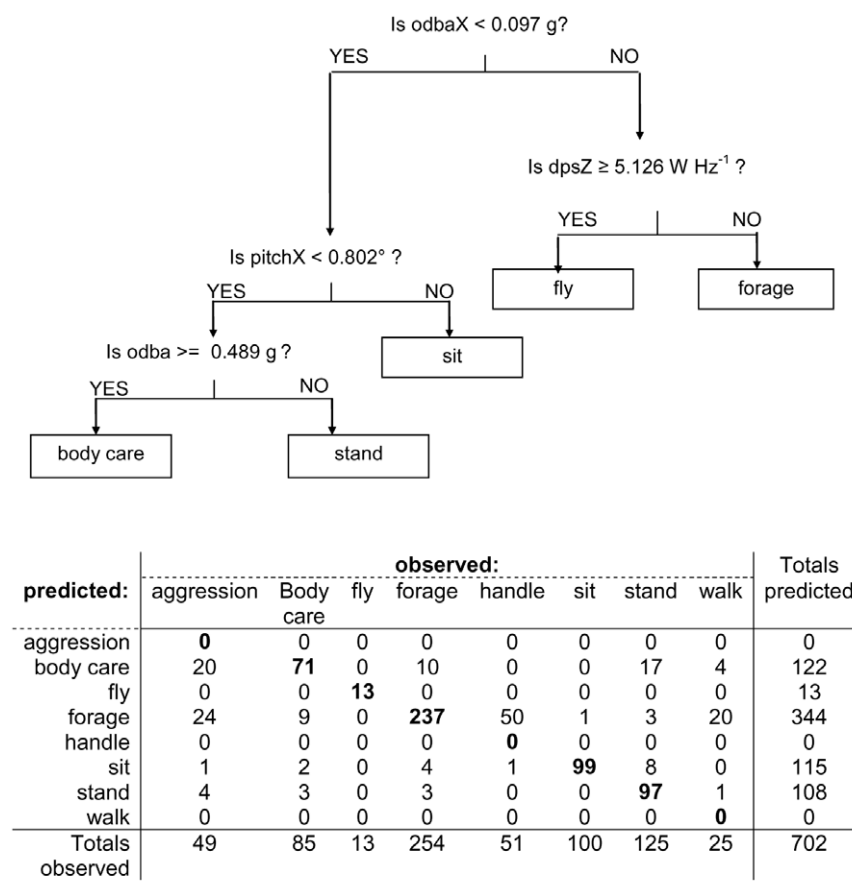 Is odbaX < 0.097 g?
YES NO
Is dpsZ ≥ 5.126 W Hz⁻¹ ?
YES NO
fly forage
Is pitchX < 0.802° ?
YES NO
sit
Is odba >= 0.489 g ?
YES NO
body care stand
observed: Totals
predicted: aggression Body fly forage handle sit stand walk predicted
care
aggression 0 0 0 0 0 0 0 0 0
body care 20 71 0 10 0 0 17 4 122
fly 0 0 13 0 0 0 0 0 13
forage 24 9 0 237 50 1 3 20 344
handle 0 0 0 0 0 0 0 0 0
sit 1 2 0 4 1 99 8 0 115
stand 4 3 0 3 0 0 97 1 108
walk 0 0 0 0 0 0 0 0 0
Totals 49 85 13 254 51 100 125 25 702
observed